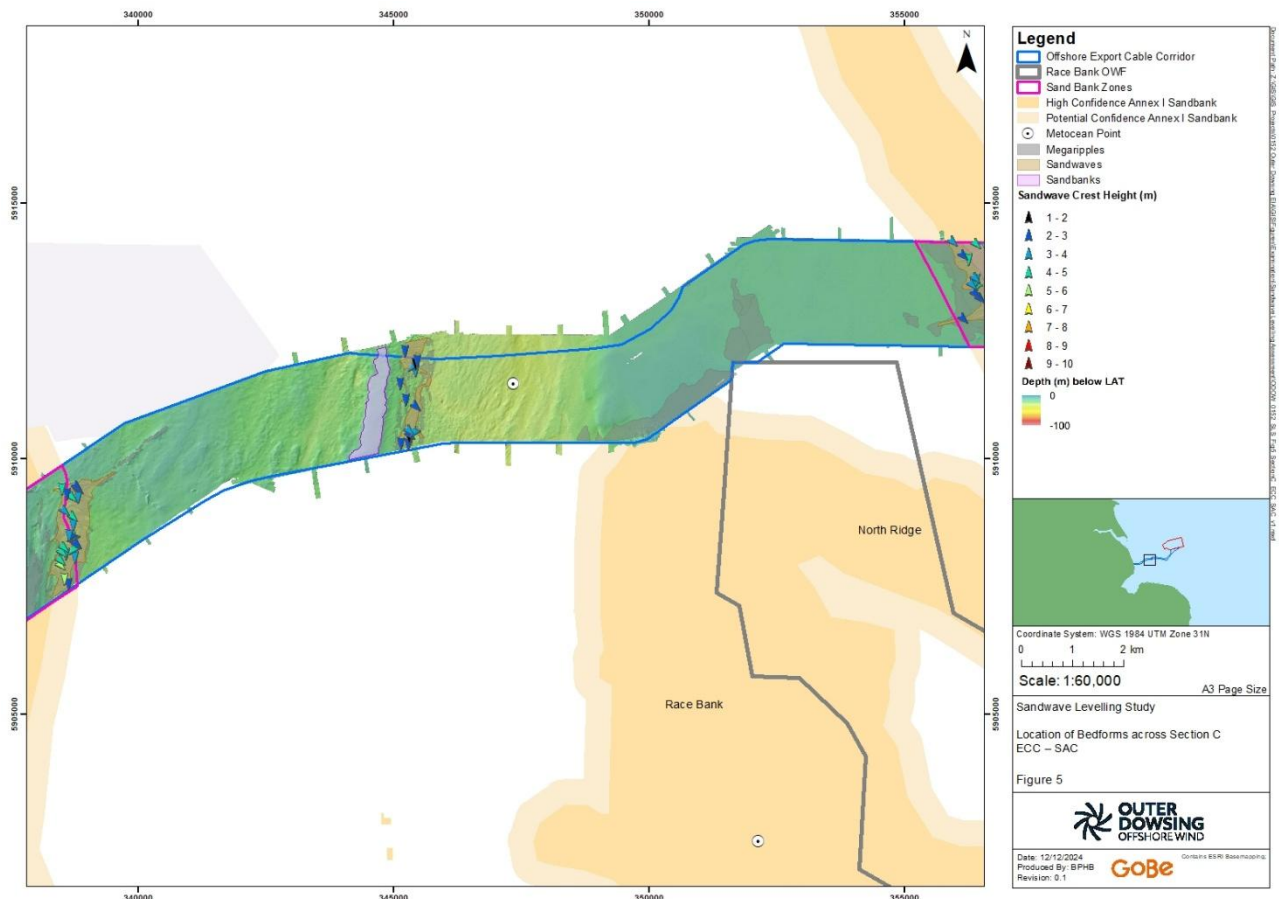 340000
345000
350000
355000
5915000
5910000
5905000
5915000
5910000
5905000
340000
345000
350000
355000
N
North Ridge
Race Bank
Legend
Offshore Export Cable Corridor
Race Bank OWF
Sand Bank Zones
High Confidence Annex I Sandbank
Potential Confidence Annex I Sandbank
Metocean Point
Megaripples
Sandwaves
Sandbanks
Sandwave Crest Height (m)
1 - 2
2 - 3
3 - 4
4 - 5
5 - 6
6 - 7
7 - 8
8 - 9
9 - 10
Depth (m) below LAT
0
-100
Coordinate System: WGS 1984 UTM Zone 31N
0 1 2 km
Scale: 1:60,000
A3 Page Size
Sandwave Levelling Study
Location of Bedforms across Section C
ECC – SAC
Figure 5
OUTER
DOWSING
OFFSHORE WIND
Date: 12/12/2024
Produced By: BPHB
Revision: 0.1
GoBe
Contains ESRI Basemapping;